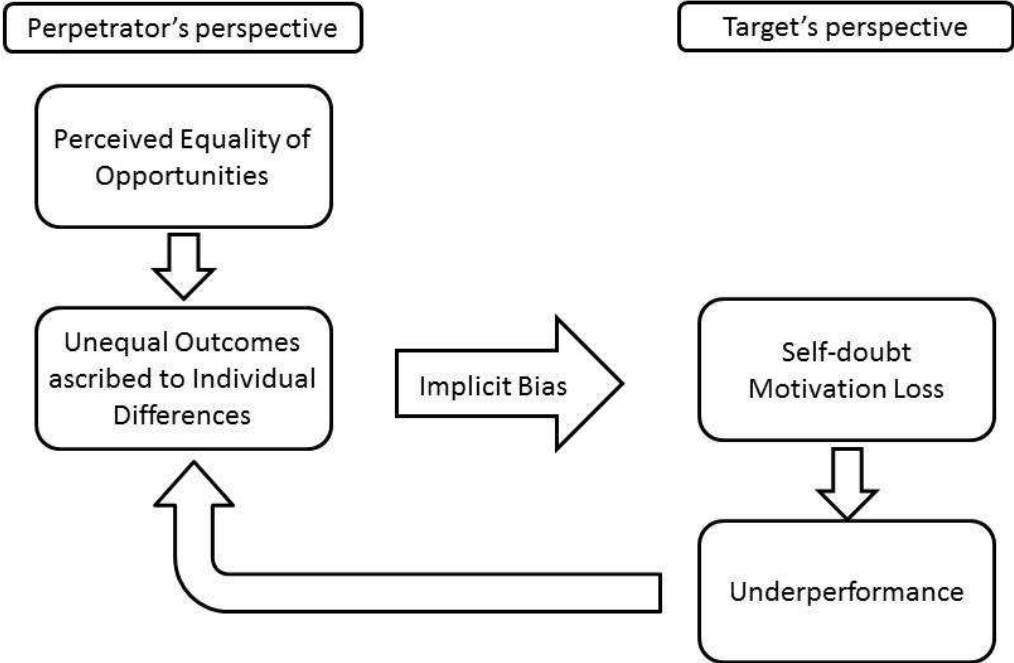 Perpetrator’s perspective
Target’s perspective
Perceived Equality of
Opportunities
Unequal Outcomes
ascribed to Individual
Differences
Implicit Bias
Self-doubt
Motivation Loss
Underperformance